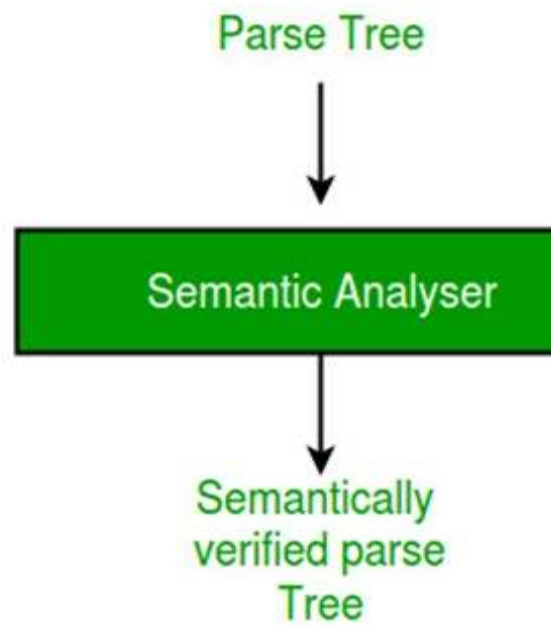 Parse Tree
Semantic Analyser
Semantically
verified parse
Tree